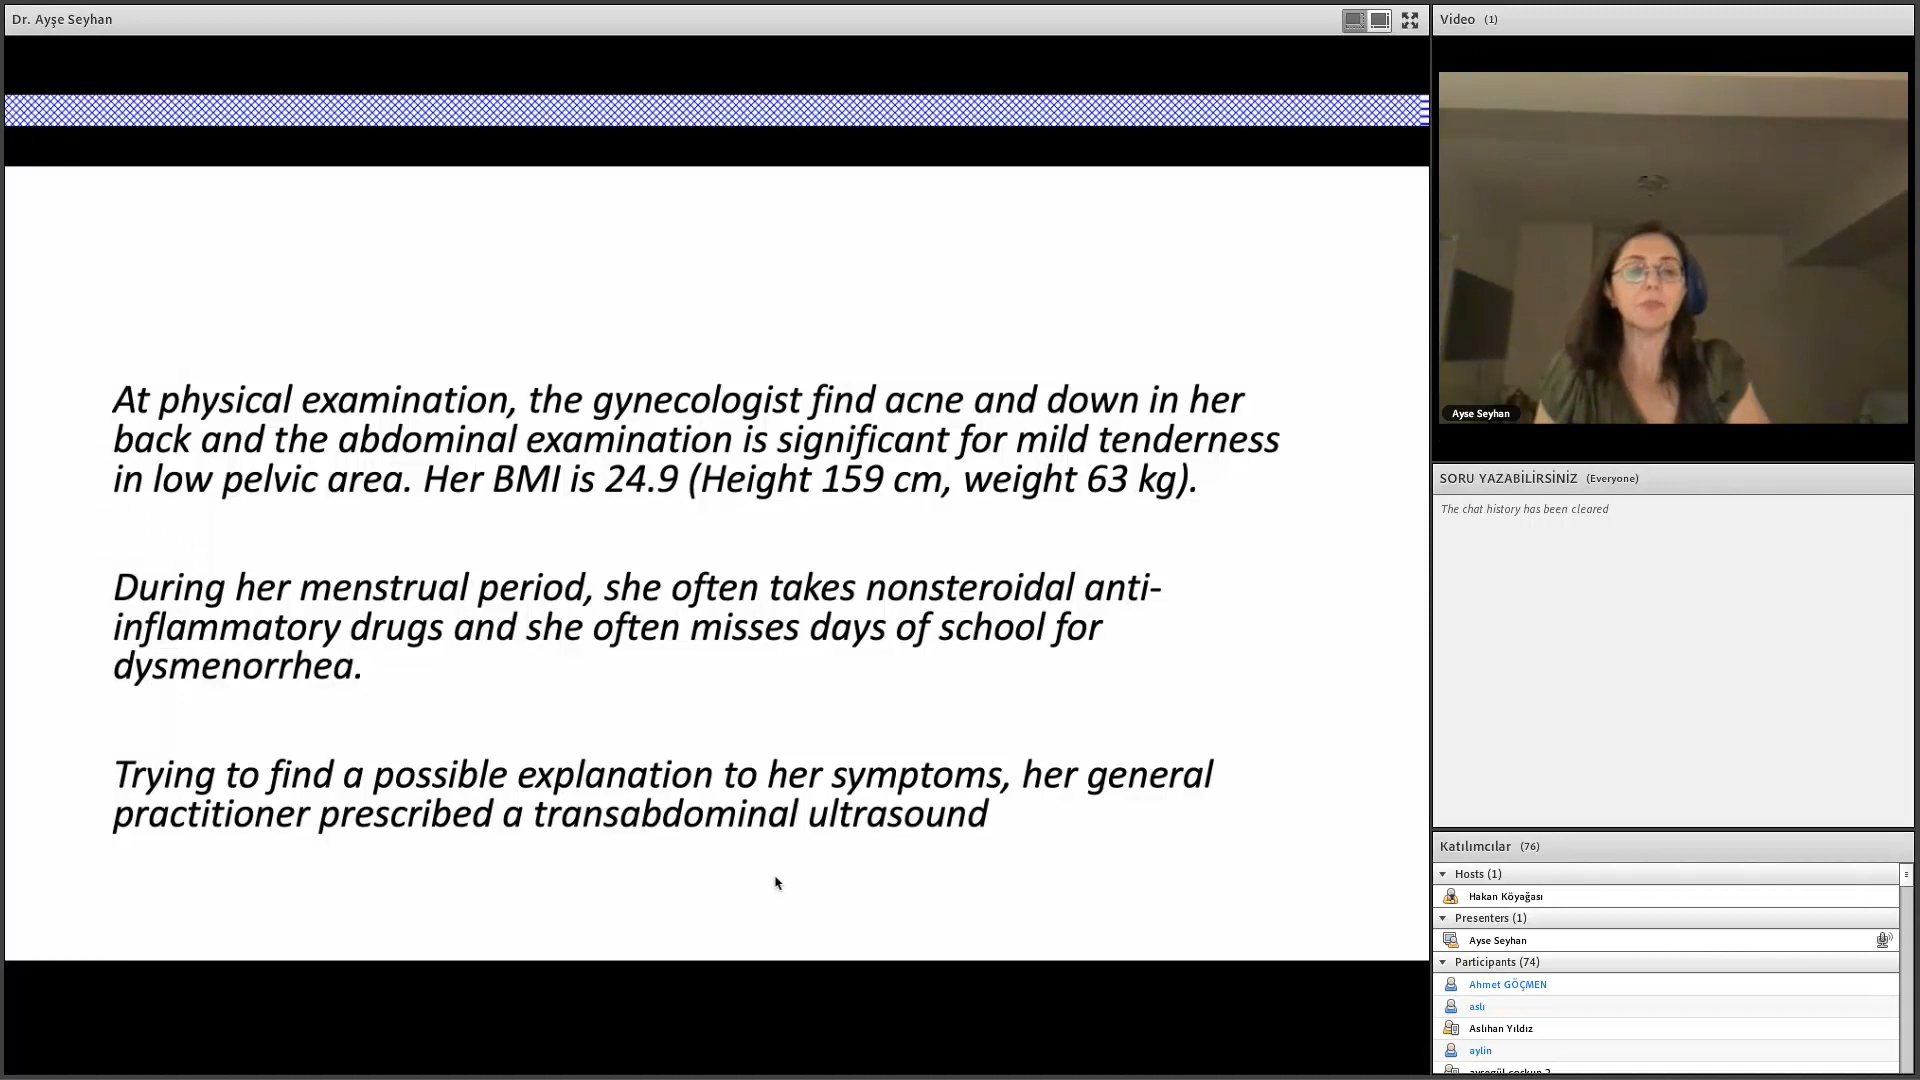 Dr. Ayşe Seyhan
Video (1)
Ayse Seyhan
At physical examination, the gynecologist find acne and down in her
back and the abdominal examination is significant for mild tenderness
in low pelvic area. Her BMI is 24.9 (Height 159 cm, weight 63 kg).
During her menstrual period, she often takes nonsteroidal anti-
inflammatory drugs and she often misses days of school for
dysmenorrhea.
Trying to find a possible explanation to her symptoms, her general
practitioner prescribed a transabdominal ultrasound
SORU YAZABİLİRSİNİZ (Everyone)
The chat history has been cleared
Katılımcılar (76)
Hosts (1)
Hakan Köyağası
Presenters (1)
Ayse Seyhan
Participants (74)
Ahmet GÖÇMEN
aslı
Aslıhan Yıldız
aylin